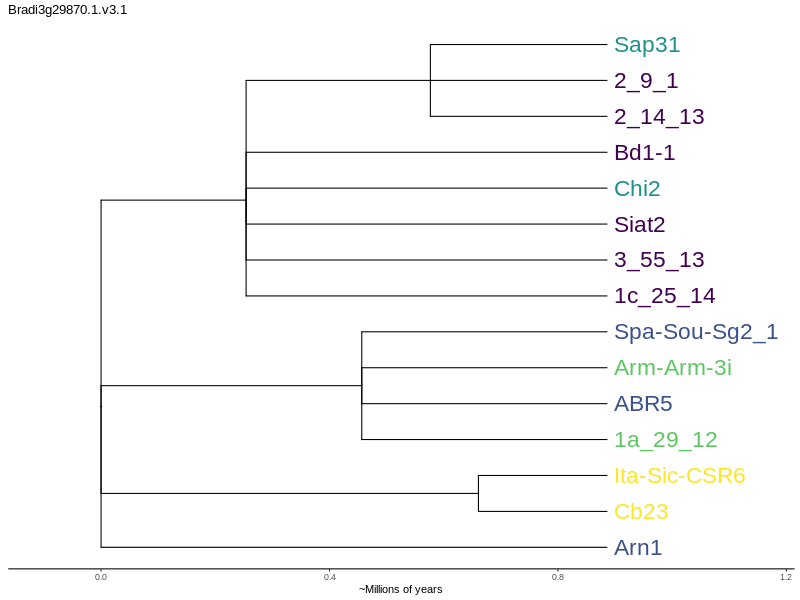 Bradi3g29870.1.v3.1
Sap31
2_9_1
2_14_13
Bd1-1
Chi2
Siat2
3_55_13
1c_25_14
Spa-Sou-Sg2_1
Arm-Arm-3i
ABR5
1a_29_12
Ita-Sic-CSR6
Cb23
Arn1
0.0 0.4 0.8 1.2
~Millions of years